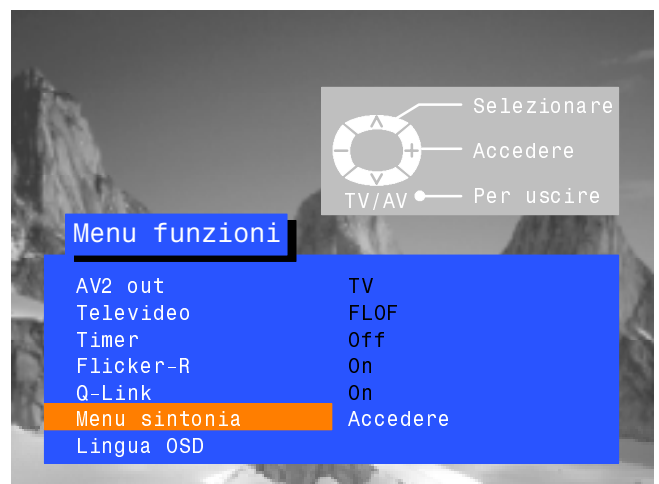 Selezionare
Accedere
TV/AV Per uscire
Menu funzioni
AV2 out TV
Televideo FLOF
Timer Off
Flicker-R On
Q-Link On
Menu sintonia Accedere
Lingua OSD